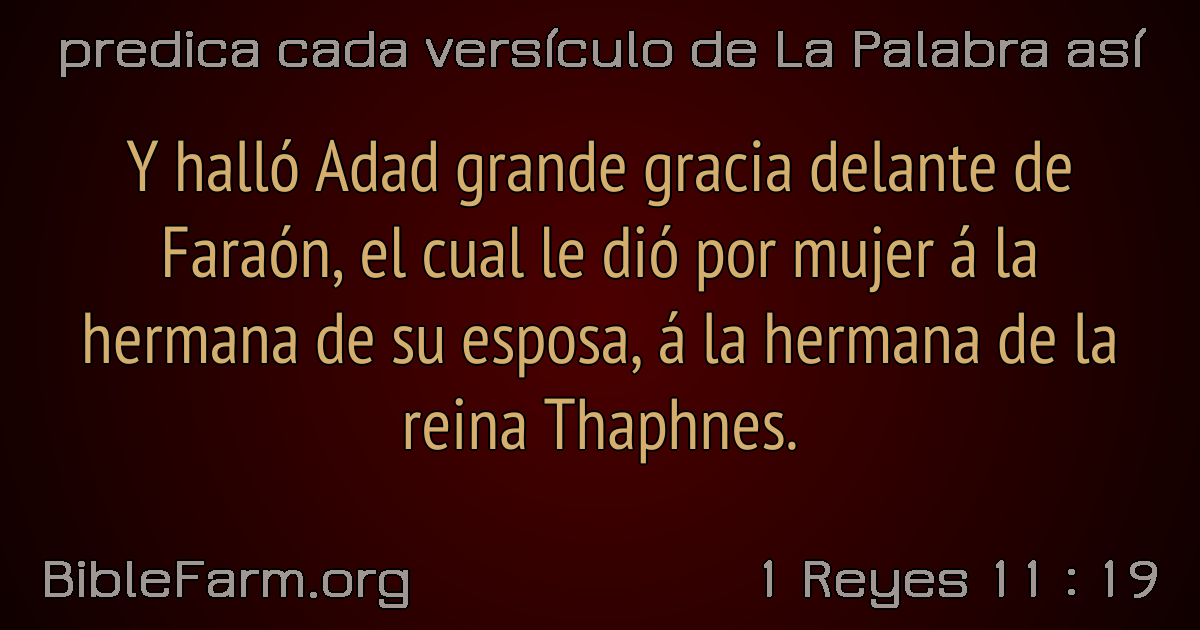 predica cada versículo de La Palabra así
Y halló Adad grande gracia delante de
Faraón, el cual le dió por mujer á la
hermana de su esposa, á la hermana de la
reina Thaphnes.
BibleFarm.org
1 Reyes 11 : 19